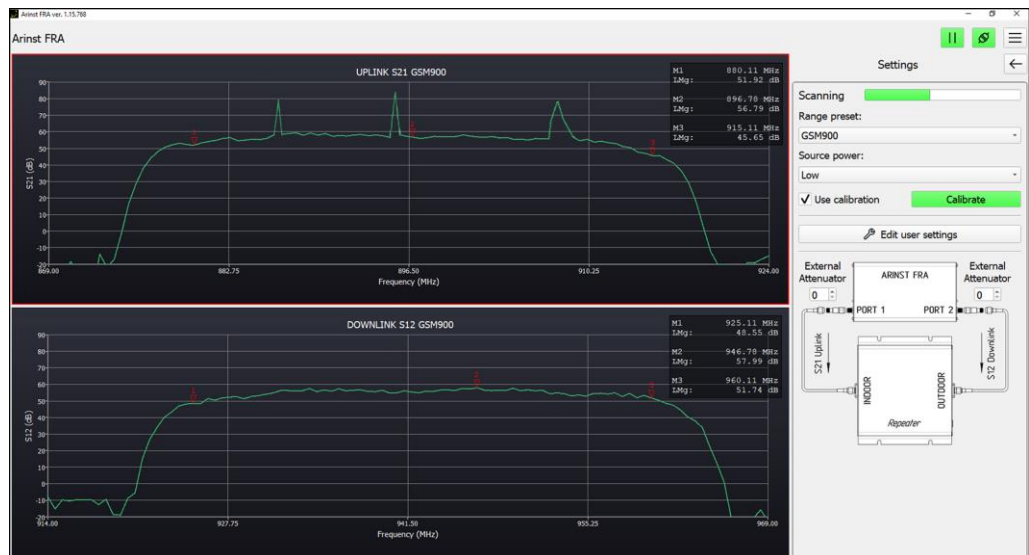 Arinst FRA ver. 1.15.768
Arinst FRA
UPLINK S21 GSM900
M1 880.11 MHz
LMg: 51.92 dB
M2 896.78 MHz
LMg: 56.79 dB
M3 915.11 MHz
LMg: 45.65 dB
S21 (dB)
90
80
70
60
50
40
30
20
10
0
-10
-20
869.00 882.75 896.50 910.25 924.00
Frequency (MHz)
DOWNLINK S12 GSM900
M1 925.11 MHz
LMg: 48.55 dB
M2 946.78 MHz
LMg: 57.99 dB
M3 960.11 MHz
LMg: 51.74 dB
S12 (dB)
90
80
70
60
50
40
30
20
10
0
-10
-20
914.00 927.75 941.50 955.25 969.00
Frequency (MHz)
Settings
Scanning
Range preset:
GSM900
Source power:
Low
Use calibration
Calibrate
Edit user settings
External
Attenuator
0
ARINST FRA
External
Attenuator
0
PORT 1 PORT 2
S21 Uplink
S12 Downlink
INDOOR
OUTDOOR
Repeater